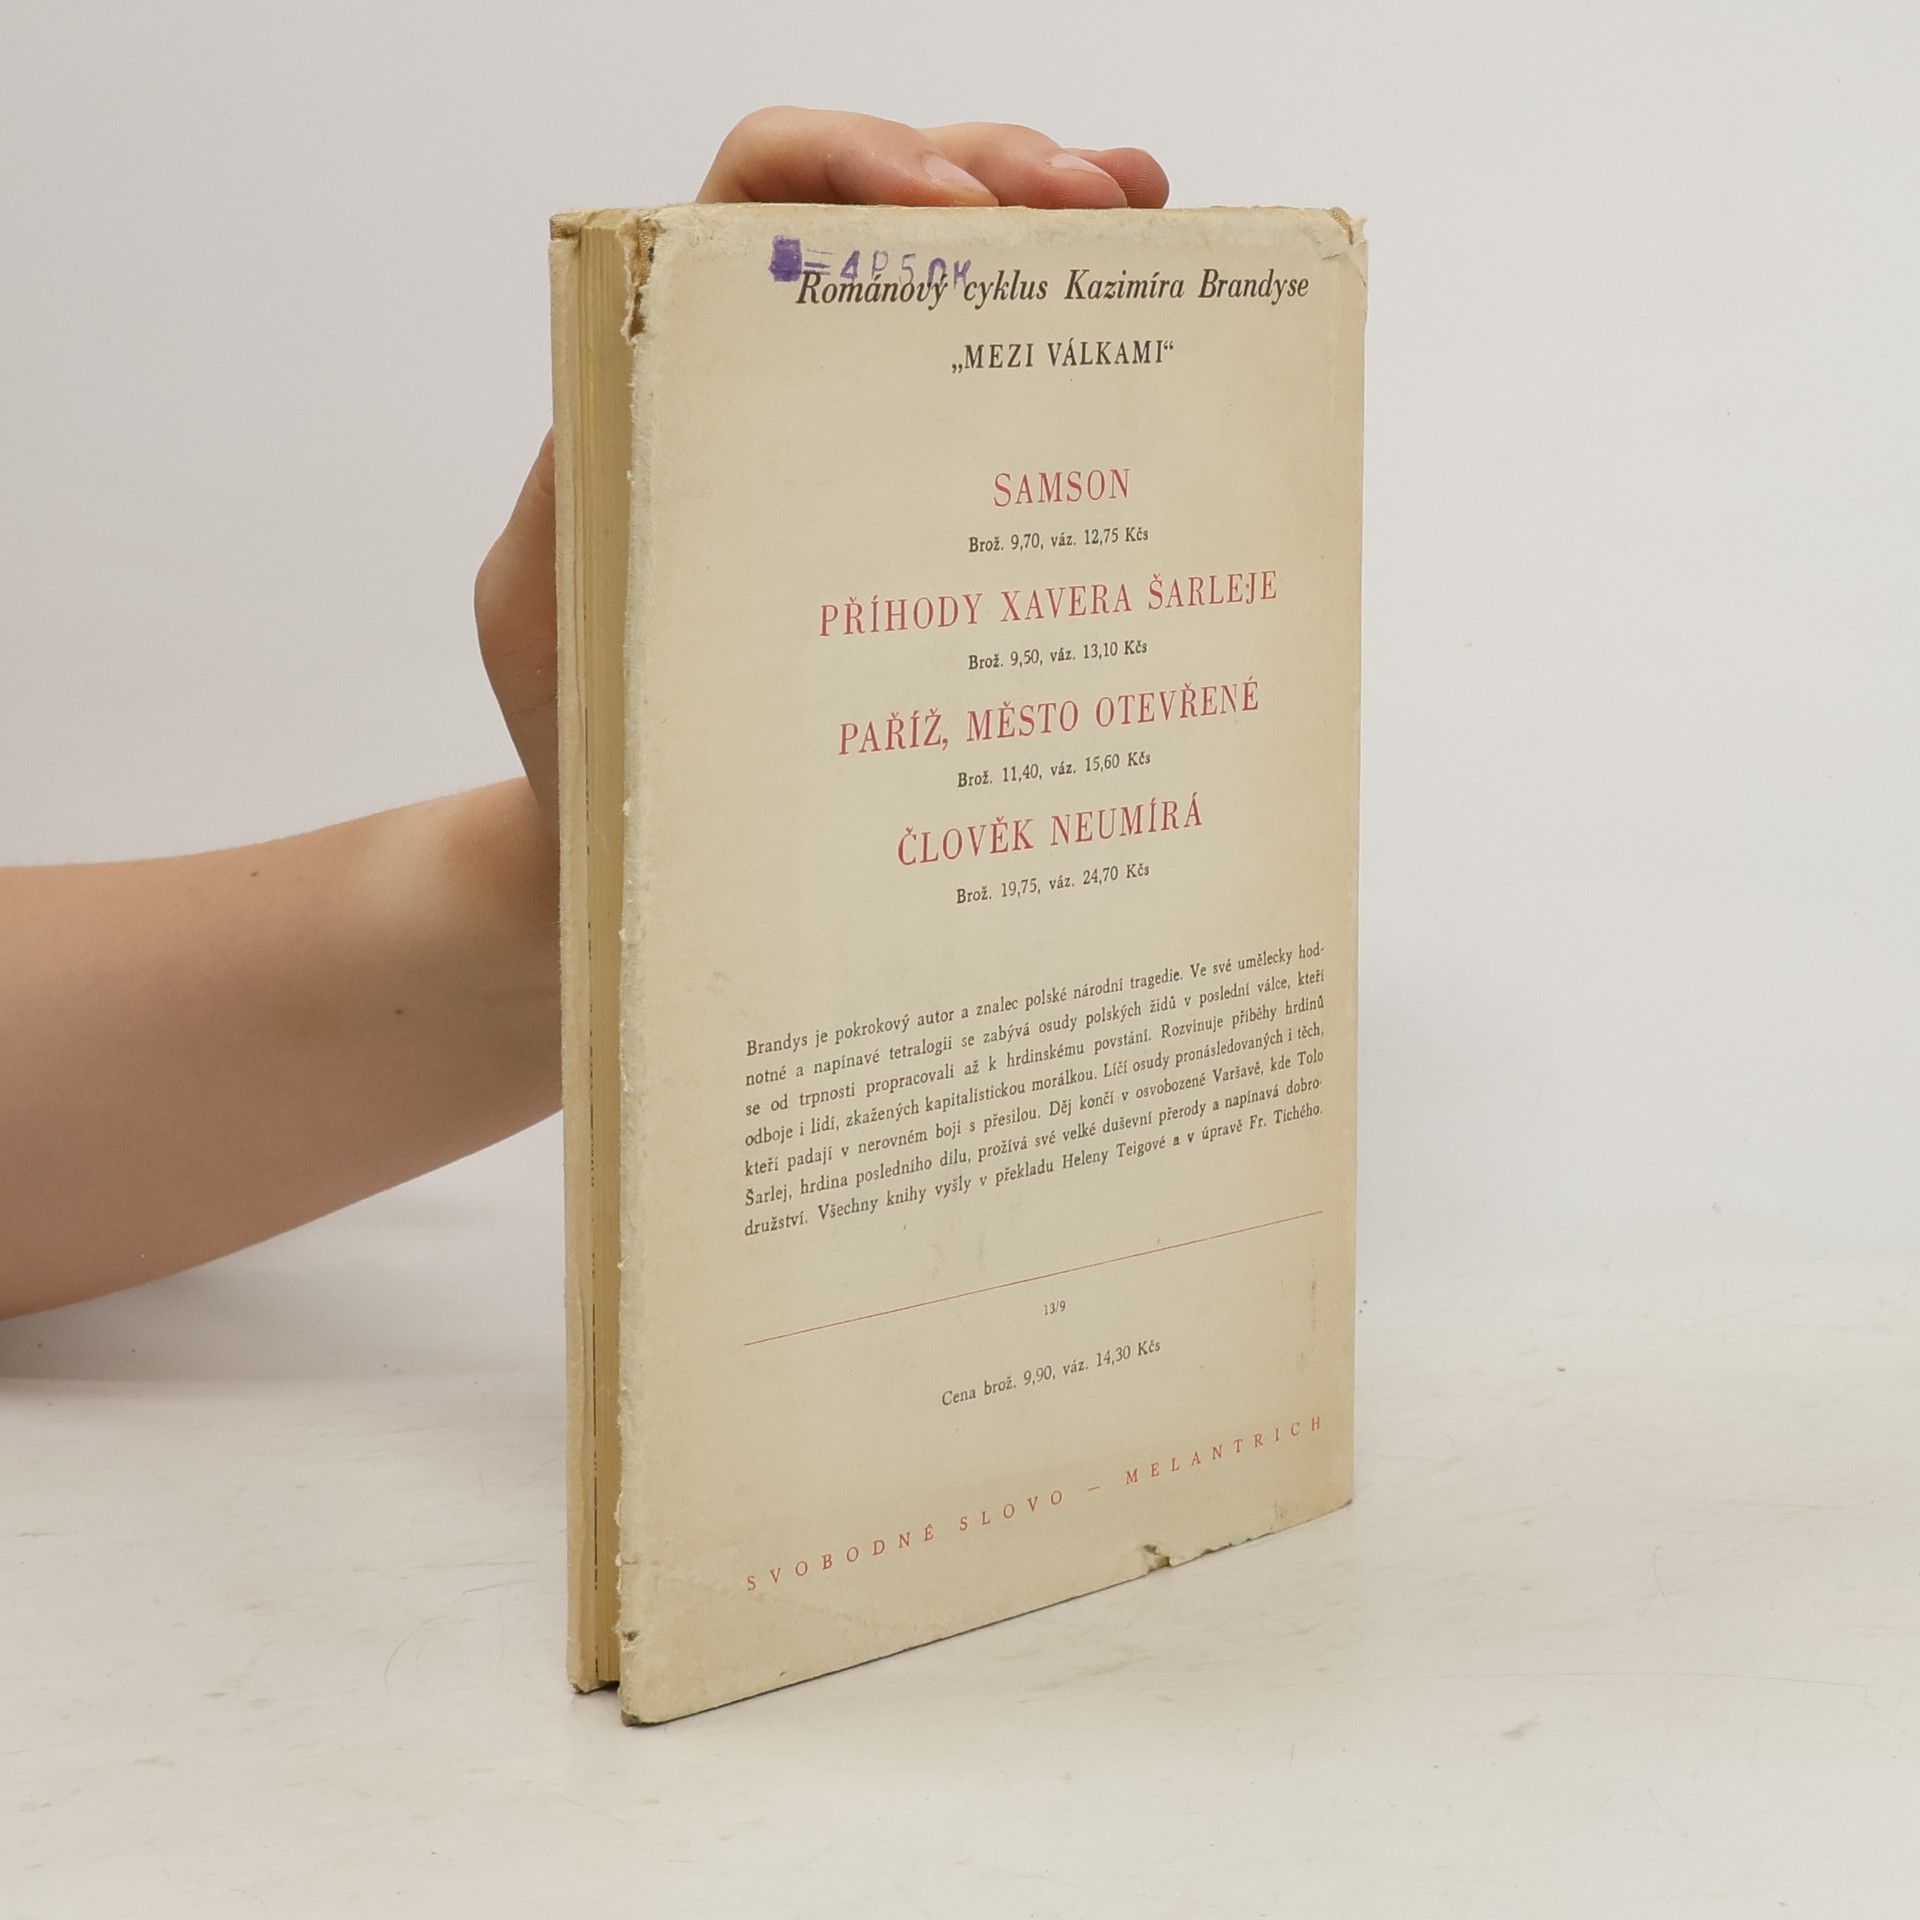 Románový cyklus Kazimíra Brandyse
„MEZI VÁLKAMI“
SAMSON
Brož. 9,70, váz. 12,75 Kčs
PŘÍHODY XAVERA ŠARLEJE
Brož. 9,50, váz. 13,10 Kčs
PAŘÍŽ, MĚSTO OTEVŘENÉ
Brož. 11,40, váz. 15,60 Kčs
ČLOVĚK NEUMÍRÁ
Brož. 19,75, váz. 24,70 Kčs
Brandys je pokrokový autor a znalec polské národní tragedie. Ve své umělecky hod-
notné a napínavé tetralogii se zabývá osudy polských židů v poslední válce, kteří
se od trpnosti propracovali až k hrdinskému povstání. Rozvinuje příběhy hrdinů
odboje i lidí, zkažených kapitalistickou morálkou. Líčí osudy pronásledovaných i těch,
kteří padají v nerovném boji s přesilou. Děj končí v osvobozené Varšavě, kde Tolo
Šarlej, hrdina posledního dílu, prožívá své velké duševní přerody a napínavá dobro-
družství. Všechny knihy vyšly v překladu Heleny Teigové a v úpravě Fr. Tichého.
13/9
Cena brož. 9,90, váz. 14,30 Kčs
SVOBODNÉ SLOVO – MELANTRICH